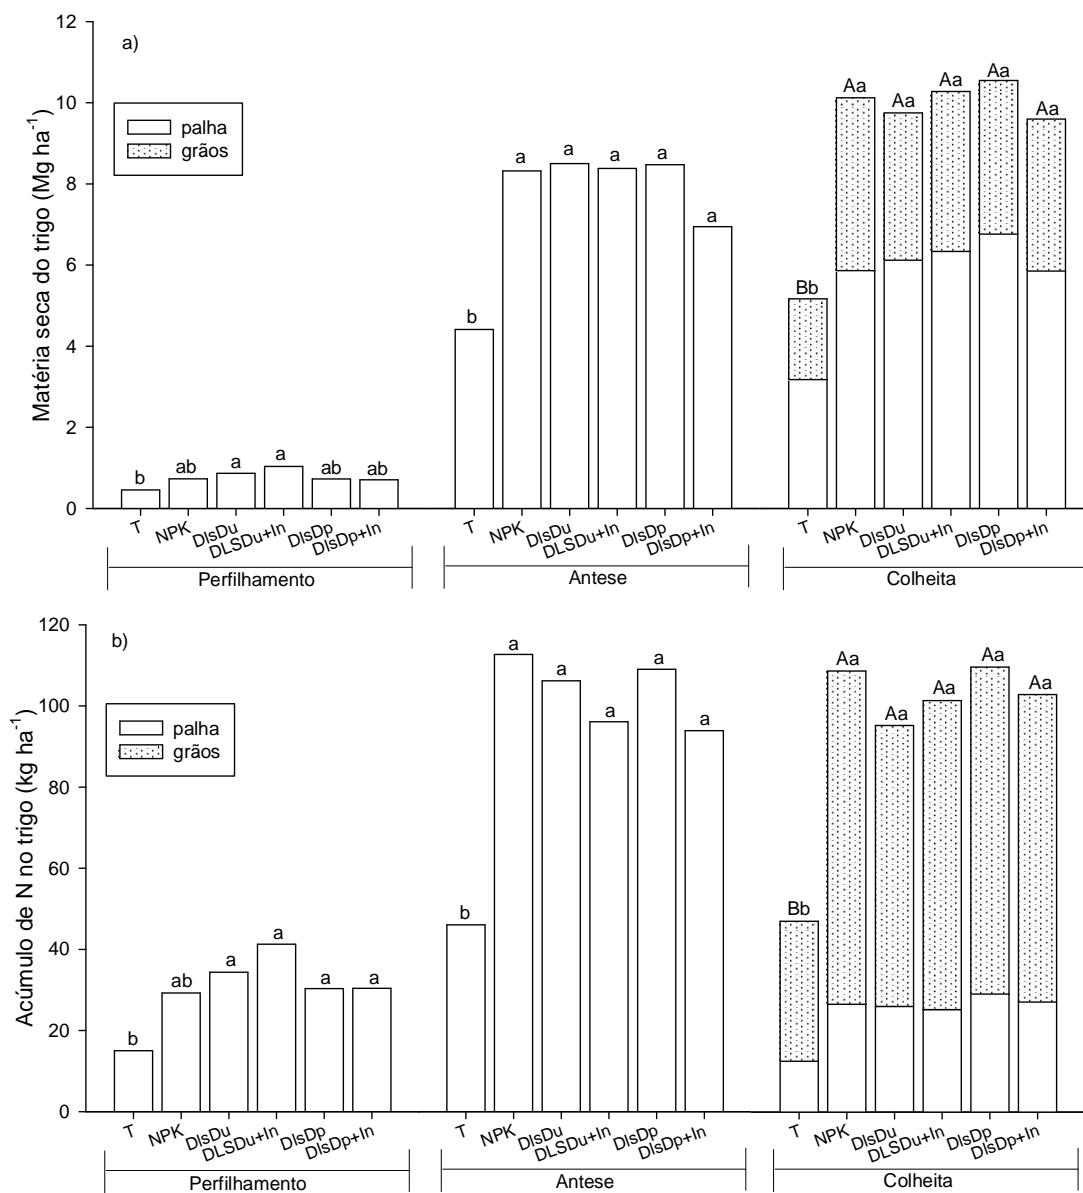 a)
palha
grãos
Matéria seca do trigo (Mg ha⁻¹)
12
10
8
6
4
2
0
b ab a a ab ab
b a a a a a
Bb Aa Aa Aa Aa Aa
T NPK DlsDu DLSDu+In DlsDp DlsDp+In
T NPK DlsDu DLSDu+In DlsDp DlsDp+In
T NPK DlsDu DLSDu+In DlsDp DlsDp+In
Perfilhamento Antese Colheita
b)
palha
grãos
Acúmulo de N no trigo (kg ha⁻¹)
120
100
80
60
40
20
0
b ab a a a a
b a a a a a
Bb Aa Aa Aa Aa Aa
T NPK DlsDu DLSDu+In DlsDp DlsDp+In
T NPK DlsDu DLSDu+In DlsDp DlsDp+In
T NPK DlsDu DLSDu+In DlsDp DlsDp+In
Perfilhamento Antese Colheita